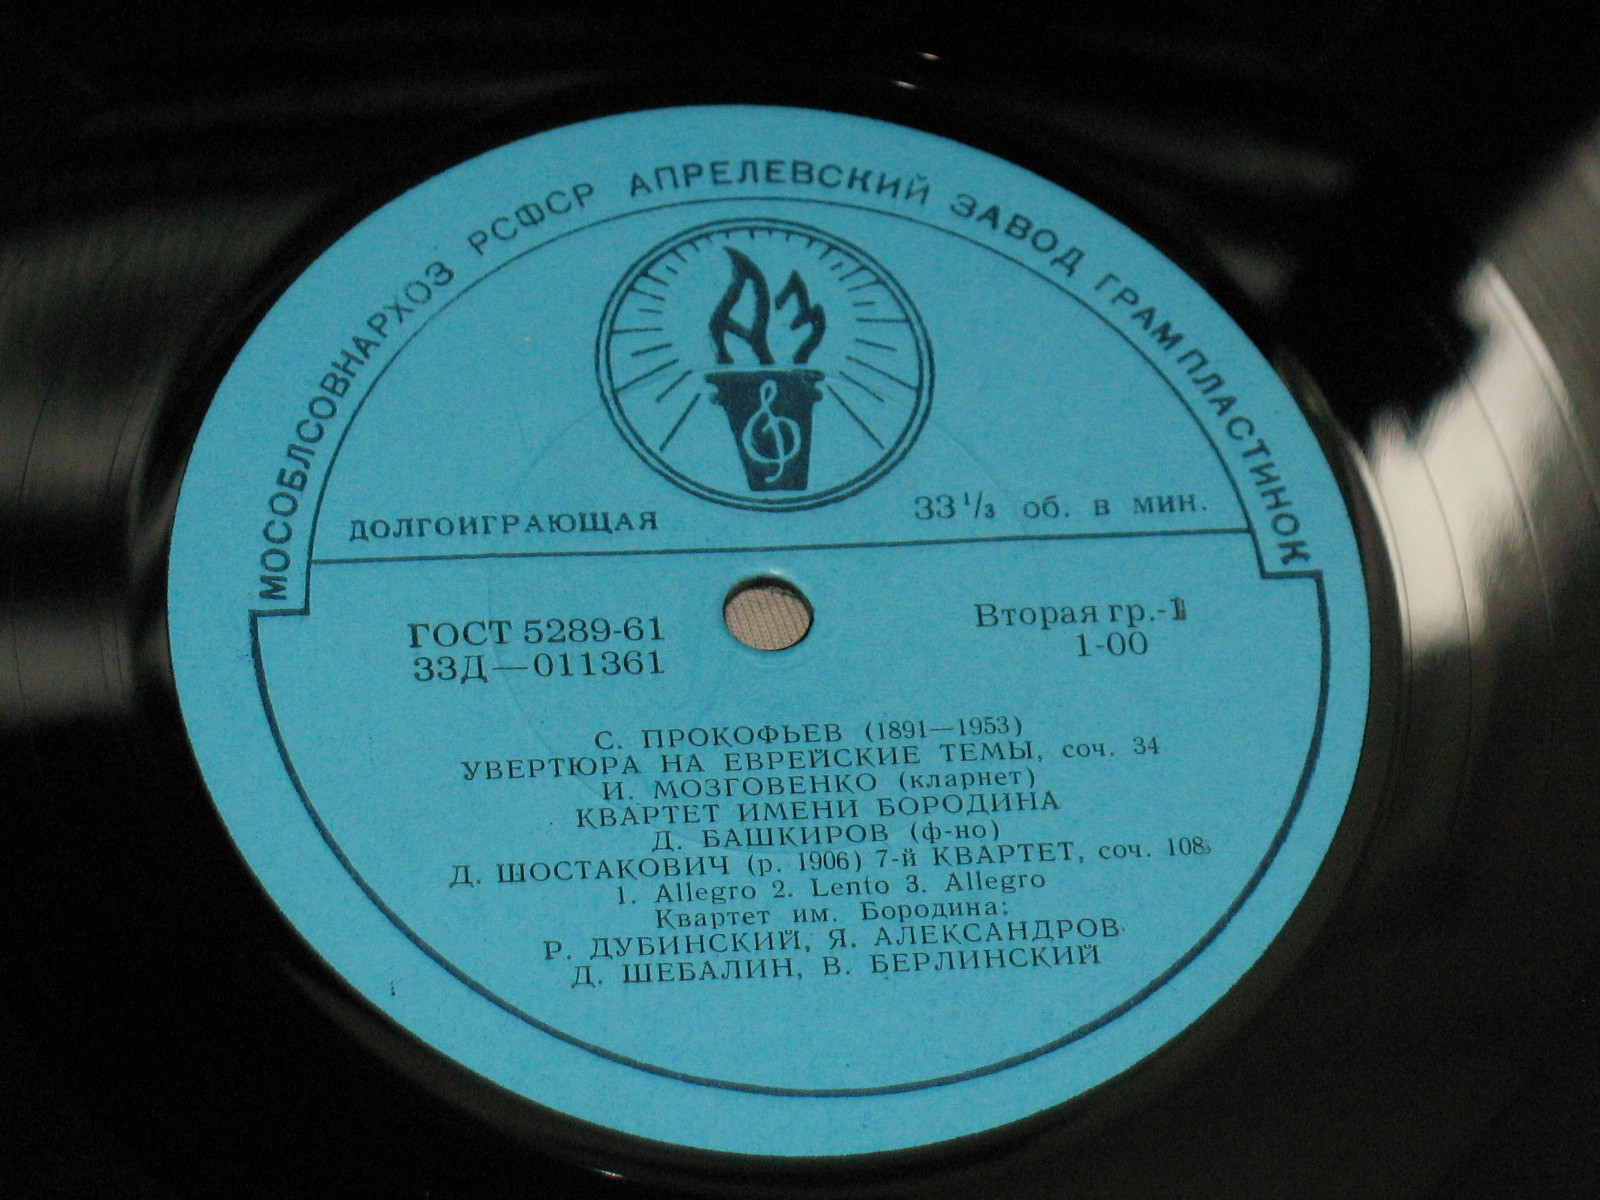 МОСОБЛСОВНАРХОЗ РСФСР АПРЕЛЕВСКИЙ ЗАВОД ГРАМПЛАСТИНОК
АЗ
ДОЛГОИГРАЮЩАЯ 33 1/3 об. в мин.
ГОСТ 5289-61 Вторая гр.-1
33Д—011361 1-00
С. ПРОКОФЬЕВ (1891—1953)
УВЕРТЮРА НА ЕВРЕЙСКИЕ ТЕМЫ, соч. 34
И. МОЗГОВЕНКО (кларнет)
КВАРТЕТ ИМЕНИ БОРОДИНА
Д. БАШКИРОВ (ф-но)
Д. ШОСТАКОВИЧ (р. 1906) 7-й КВАРТЕТ, соч. 108
1. Allegro 2. Lento 3. Allegro
Квартет им. Бородина:
Р. ДУБИНСКИЙ, Я. АЛЕКСАНДРОВ
Д. ШЕБАЛИН, В. БЕРЛИНСКИЙ